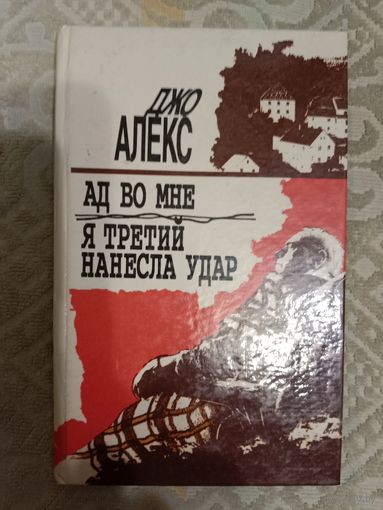 ДЖО
АЛЕКС
АД ВО МНЕ
Я ТРЕТИЙ
НАНЕСЛА УДАР